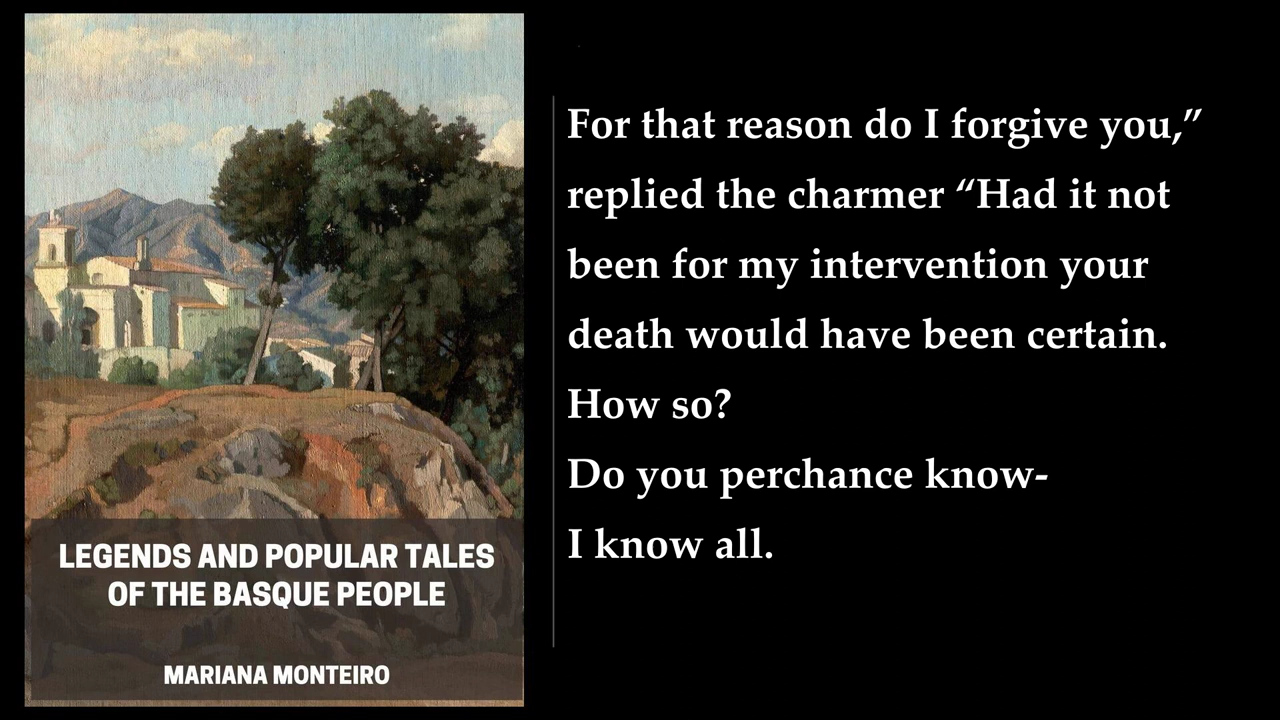 LEGENDS AND POPULAR TALES
OF THE BASQUE PEOPLE
MARIANA MONTEIRO
For that reason do I forgive you,”
replied the charmer “Had it not
been for my intervention your
death would have been certain.
How so?
Do you perchance know-
I know all.